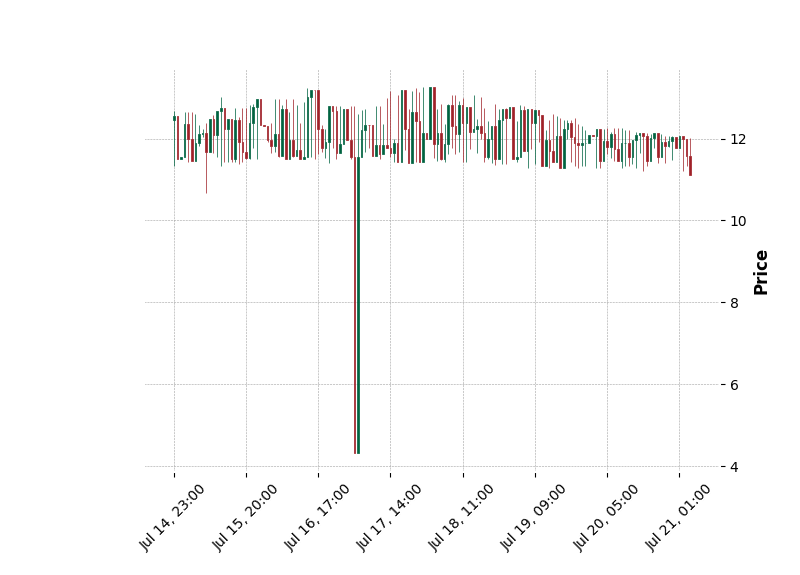 12
10
8
6
4
Price
Jul 14, 23:00
Jul 15, 20:00
Jul 16, 17:00
Jul 17, 14:00
Jul 18, 11:00
Jul 19, 09:00
Jul 20, 05:00
Jul 21, 01:00